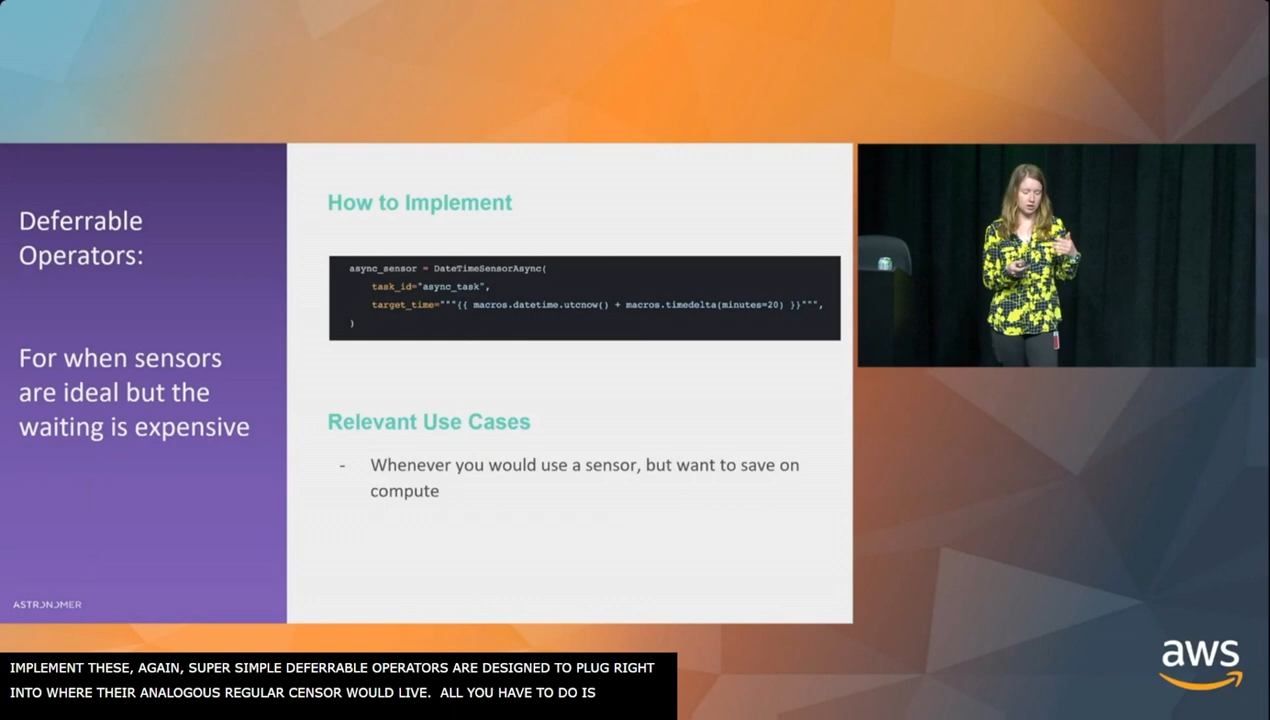 Deferrable
Operators:
For when sensors
are ideal but the
waiting is expensive
ASTRONOMER
How to Implement
async_sensor = DateTimeSensorAsync(
task_id="async_task",
target_time="""{{ macros.datetime.utcnow() + macros.timedelta(minutes=20) }}""",
)
Relevant Use Cases
- Whenever you would use a sensor, but want to save on
compute
aws
IMPLEMENT THESE, AGAIN, SUPER SIMPLE DEFERRABLE OPERATORS ARE DESIGNED TO PLUG RIGHT
INTO WHERE THEIR ANALOGOUS REGULAR CENSOR WOULD LIVE. ALL YOU HAVE TO DO IS